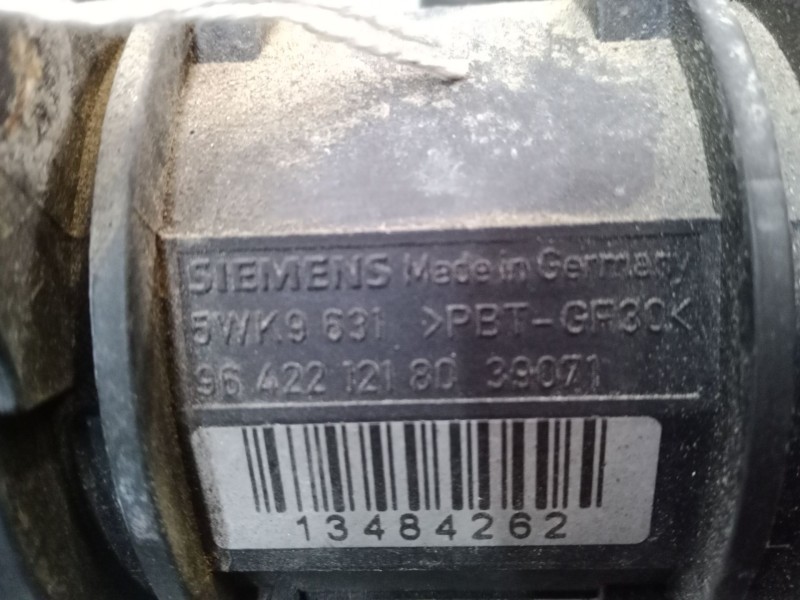 SIEMENS Made in Germany
5WK9 631 >PBT-GF30<
96 422 121 80 39071
13484262